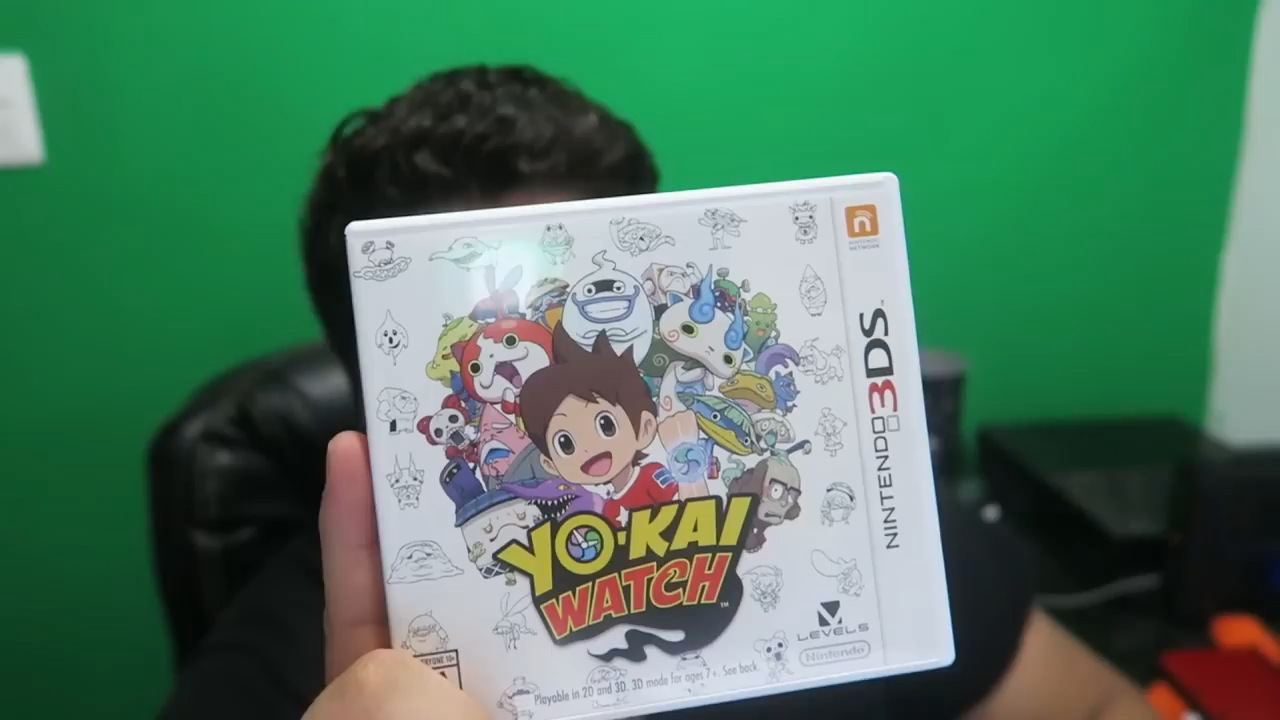 NINTENDO
NETWORK
NINTENDO 3DS
YO-KAI
WATCH
TM
LEVEL5
Nintendo
Playable in 2D and 3D. 3D mode for ages 7+. See back.